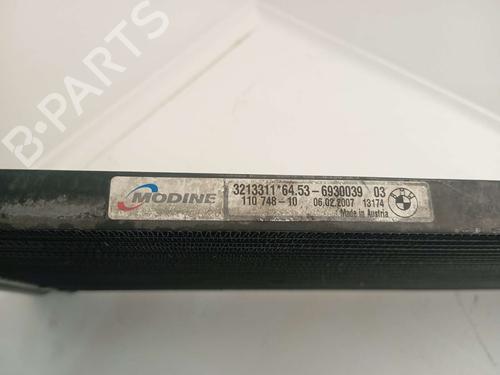 B-PARTS
MODINE
3213311*64.53-6930039 03
110 748-10 06.02.2007 13174
Made in Austria